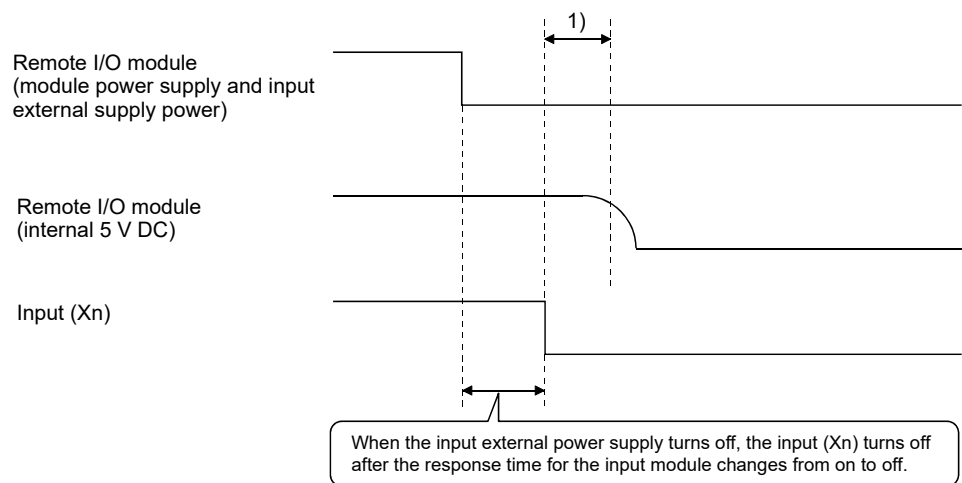 1)
Remote I/O module
(module power supply and input
external supply power)
Remote I/O module
(internal 5 V DC)
Input (Xn)
When the input external power supply turns off, the input (Xn) turns off
after the response time for the input module changes from on to off.